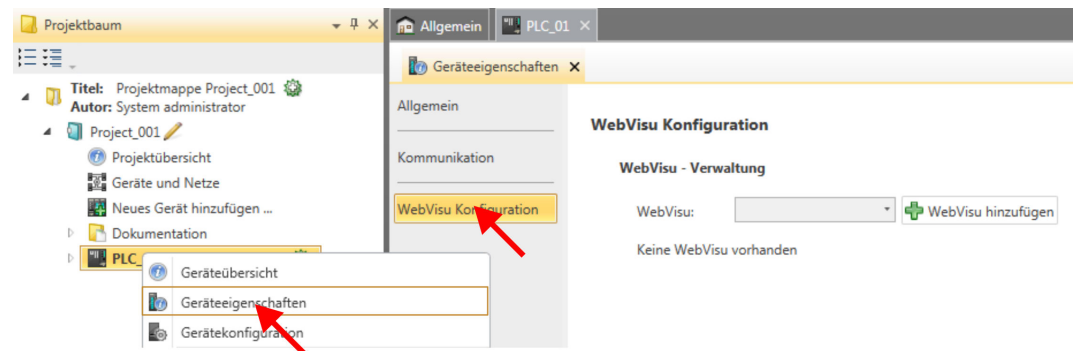 Projektbaum
Titel: Projektmappe Project_001
Autor: System administrator
Project_001
Projektübersicht
Geräte und Netze
Neues Gerät hinzufügen ...
Dokumentation
PLC_
Geräteübersicht
Geräteeigenschaften
Gerätekonfiguration
Allgemein
PLC_01
Geräteeigenschaften
Allgemein
Kommunikation
WebVisu Konfiguration
WebVisu Konfiguration
WebVisu - Verwaltung
WebVisu:
WebVisu hinzufügen
Keine WebVisu vorhanden